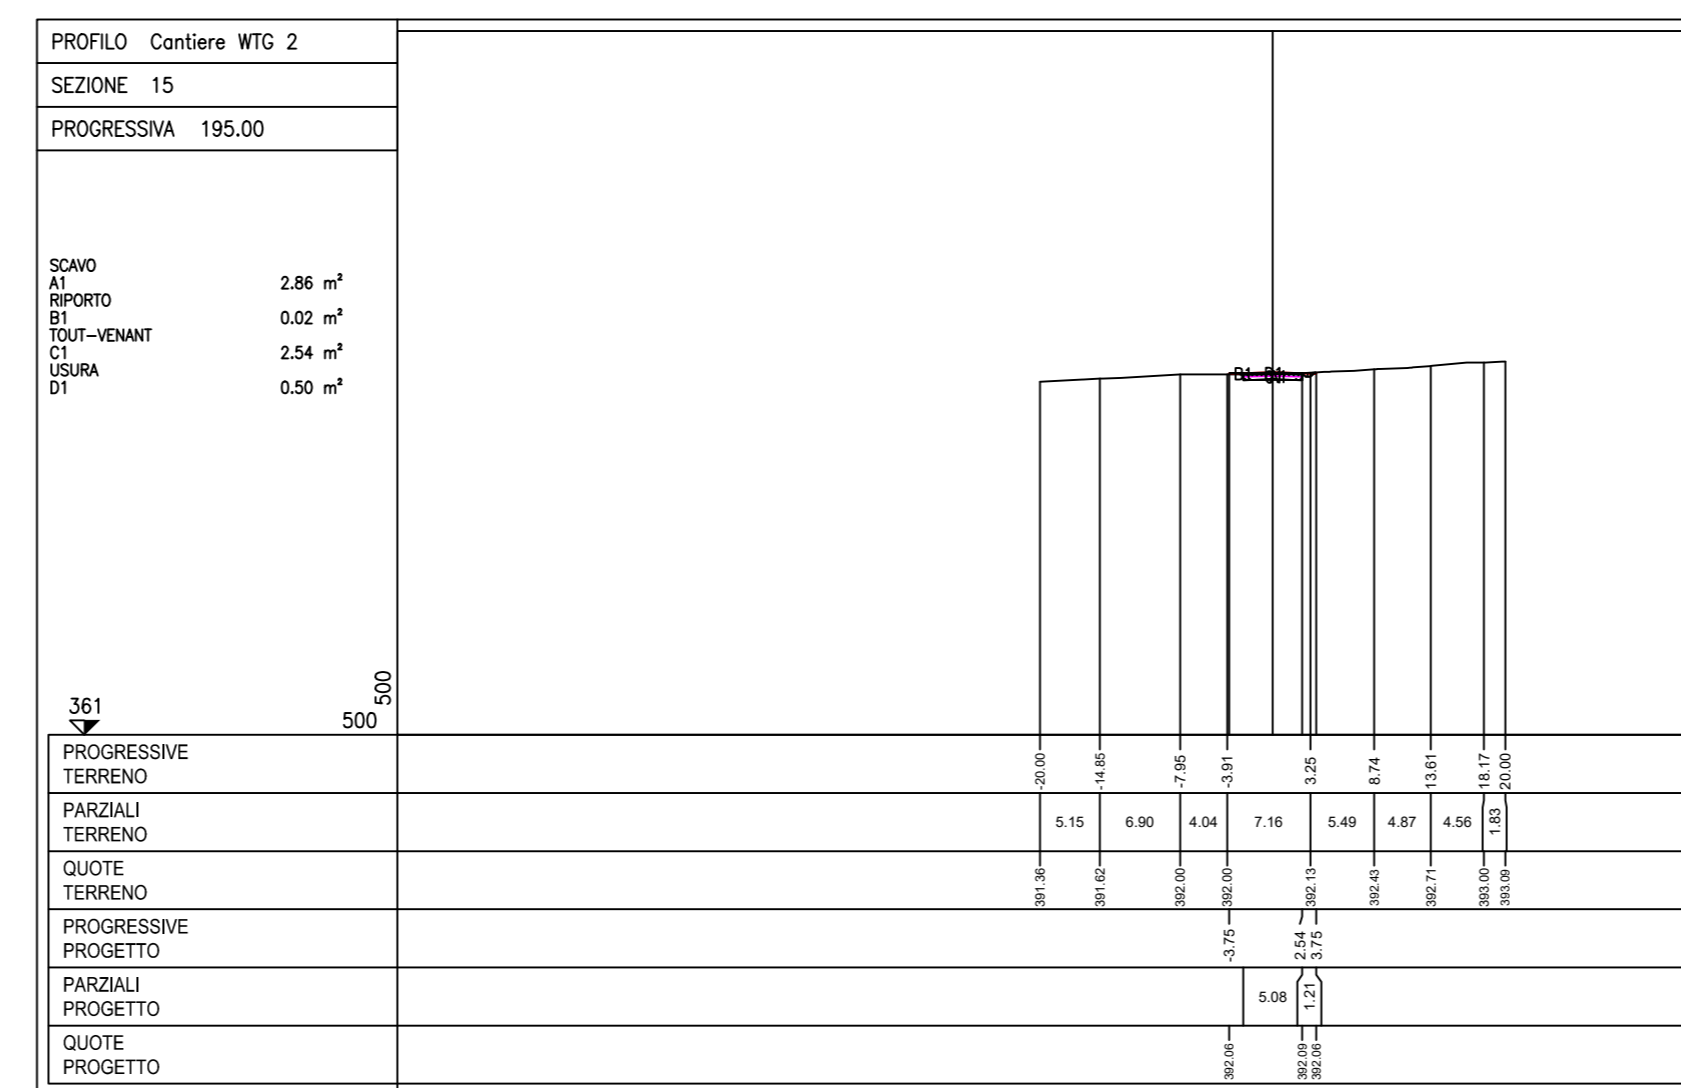 PROFILO Cantiere WTG 2
SEZIONE 15
PROGRESSIVA 195.00
SCAVO
A1 2.86 m²
RIPORTO
B1 0.02 m²
TOUT-VENANT
C1 2.54 m²
USURA
D1 0.50 m²
B1 D1
361
500
500
PROGRESSIVE
TERRENO
-20.00 -14.85 -7.95 -3.91 3.25 8.74 13.61 18.17 20.00
PARZIALI
TERRENO
5.15 6.90 4.04 7.16 5.49 4.87 4.56 1.83
QUOTE
TERRENO
391.36 391.62 392.00 392.00 392.13 392.43 392.71 393.00 393.09
PROGRESSIVE
PROGETTO
-3.75 2.54 3.75
PARZIALI
PROGETTO
5.08 1.21
QUOTE
PROGETTO
392.06 392.09 392.06